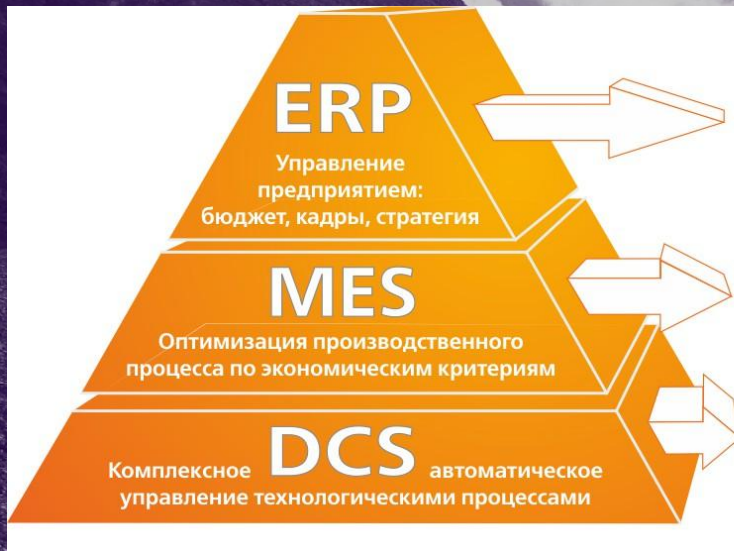 ERP
Управление
предприятием:
бюджет, кадры, стратегия
MES
Оптимизация производственного
процесса по экономическим критериям
Комплексное DCS автоматическое
управление технологическими процессами